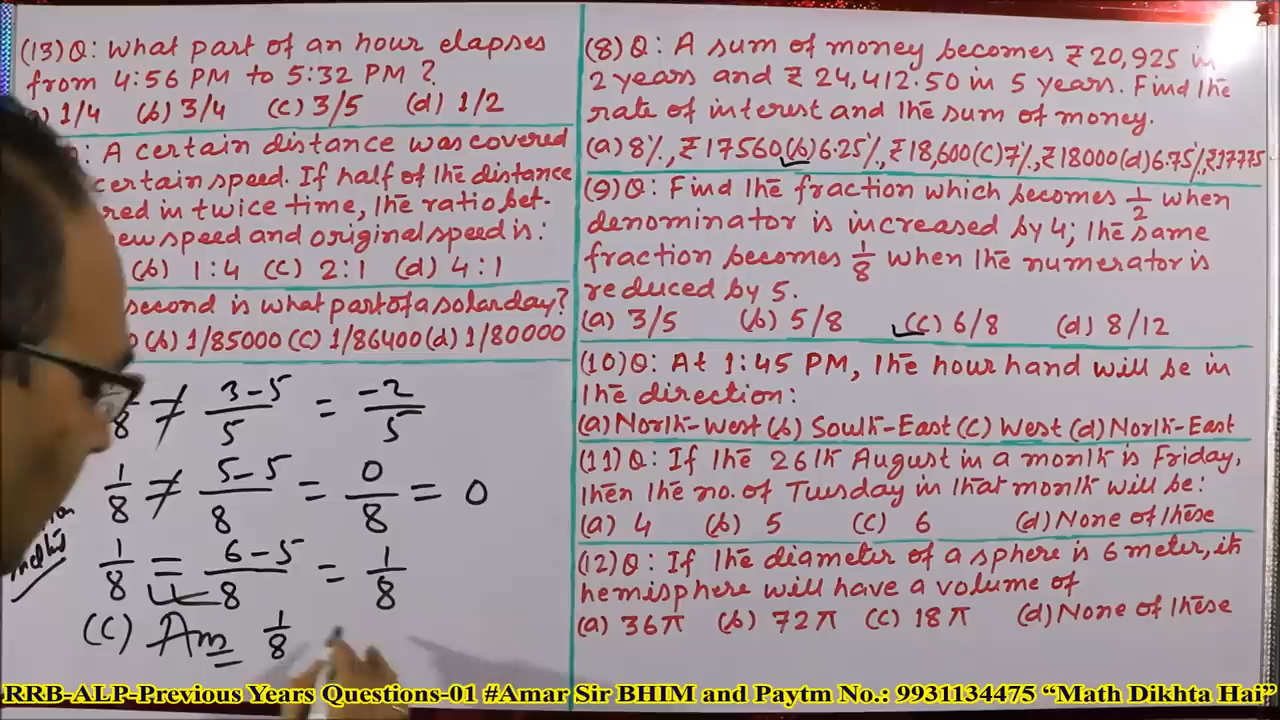 (13)Q: What part of an hour elapses
from 4:56 PM to 5:32 PM?
) 1/4 (b) 3/4 (c) 3/5 (d) 1/2
Q: A certain distance was covered
certain speed. If half of the distance
red in twice time, the ratio bet-
ew speed and original speed is:
(b) 1:4 (c) 2:1 (d) 4:1
second is what part of a solar day?
0 (b) 1/85000 (c) 1/86400 (d) 1/80000
8 ≠ 3-5/5 = -2/5
1/8 ≠ 5-5/8 = 0/8 = 0
1/8 = 6-5/8 = 1/8
(C) Ans 1/8
(8)Q: A sum of money becomes ₹20,925 in
2 years and ₹24,412.50 in 5 years. Find the
rate of interest and the sum of money.
(a) 8%, ₹17560 (b) 6.25%, ₹18,600 (c) 7%, ₹18000 (d) 6.75%, ₹17775
(9)Q: Find the fraction which becomes 1/2 when
denominator is increased by 4; the same
fraction becomes 1/8 when the numerator is
reduced by 5.
(a) 3/5 (b) 5/8 (c) 6/8 (d) 8/12
(10)Q: At 1:45 PM, the hour hand will be in
the direction:
(a) North-West (b) South-East (c) West (d) North-East
(11)Q: If the 26th August in a month is Friday,
then the no. of Tuesday in that month will be:
(a) 4 (b) 5 (c) 6 (d) None of these
(12)Q: If the diameter of a sphere is 6 meter, it
hemisphere will have a volume of
(a) 36π (b) 72π (c) 18π (d) None of these
RRB-ALP-Previous Years Questions-01 #Amar Sir BHIM and Paytm No.: 9931134475 “Math Dikhta Hai”